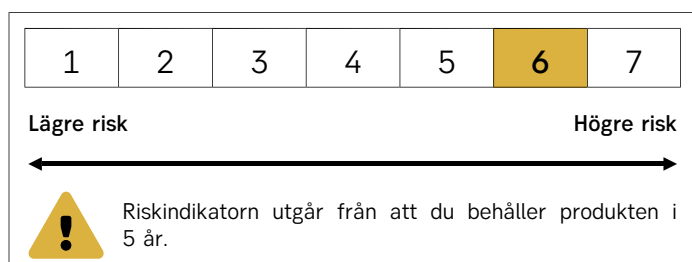 1 2 3 4 5 6 7
Lägre risk Högre risk
Riskindikatorn utgår från att du behåller produkten i
5 år.